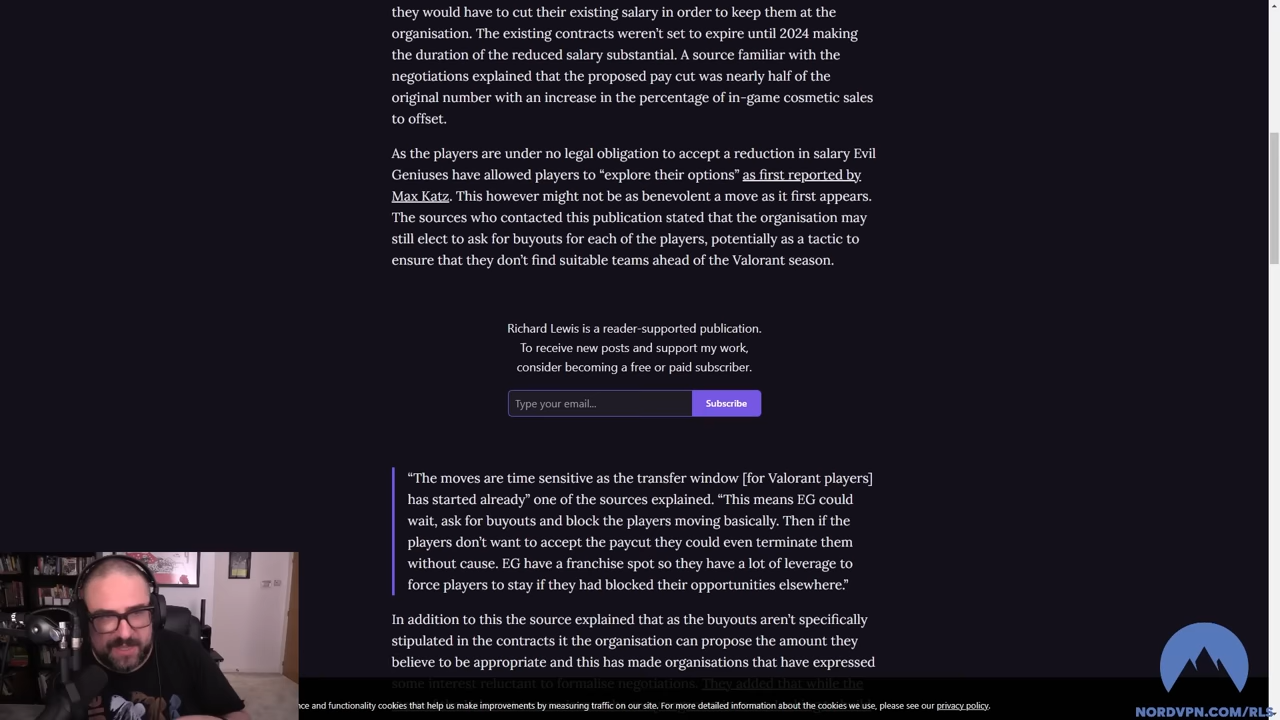 they would have to cut their existing salary in order to keep them at the
organisation. The existing contracts weren't set to expire until 2024 making
the duration of the reduced salary substantial. A source familiar with the
negotiations explained that the proposed pay cut was nearly half of the
original number with an increase in the percentage of in-game cosmetic sales
to offset.
As the players are under no legal obligation to accept a reduction in salary Evil
Geniuses have allowed players to “explore their options” as first reported by
Max Katz. This however might not be as benevolent a move as it first appears.
The sources who contacted this publication stated that the organisation may
still elect to ask for buyouts for each of the players, potentially as a tactic to
ensure that they don't find suitable teams ahead of the Valorant season.
Richard Lewis is a reader-supported publication.
To receive new posts and support my work,
consider becoming a free or paid subscriber.
Type your email...
Subscribe
“The moves are time sensitive as the transfer window [for Valorant players]
has started already” one of the sources explained. “This means EG could
wait, ask for buyouts and block the players moving basically. Then if the
players don't want to accept the paycut they could even terminate them
without cause. EG have a franchise spot so they have a lot of leverage to
force players to stay if they had blocked their opportunities elsewhere.”
In addition to this the source explained that as the buyouts aren't specifically
stipulated in the contracts it the organisation can propose the amount they
believe to be appropriate and this has made organisations that have expressed
some interest reluctant to formalise negotiations. They added that while the
and functionality cookies that help us make improvements by measuring traffic on our site. For more detailed information about the cookies we use, please see our privacy policy.
NORDVPN.COM/RLS